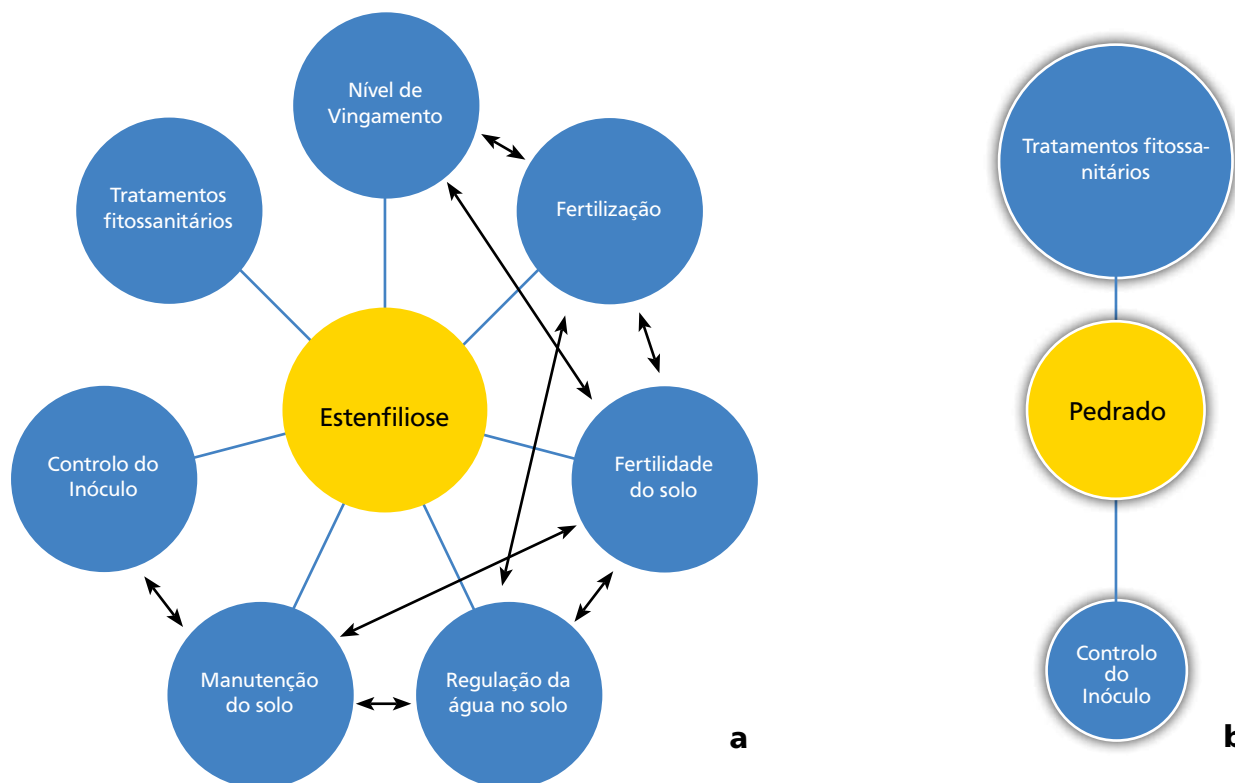 Nível de
Vingamento
Fertilização
Tratamentos
fitossanitários
Estenfiliose
Controlo do
Inóculo
Fertilidade
do solo
Manutenção
do solo
Regulação da
água no solo
a
Tratamentos fitossa-
nitários
Pedrado
Controlo
do
Inóculo
b